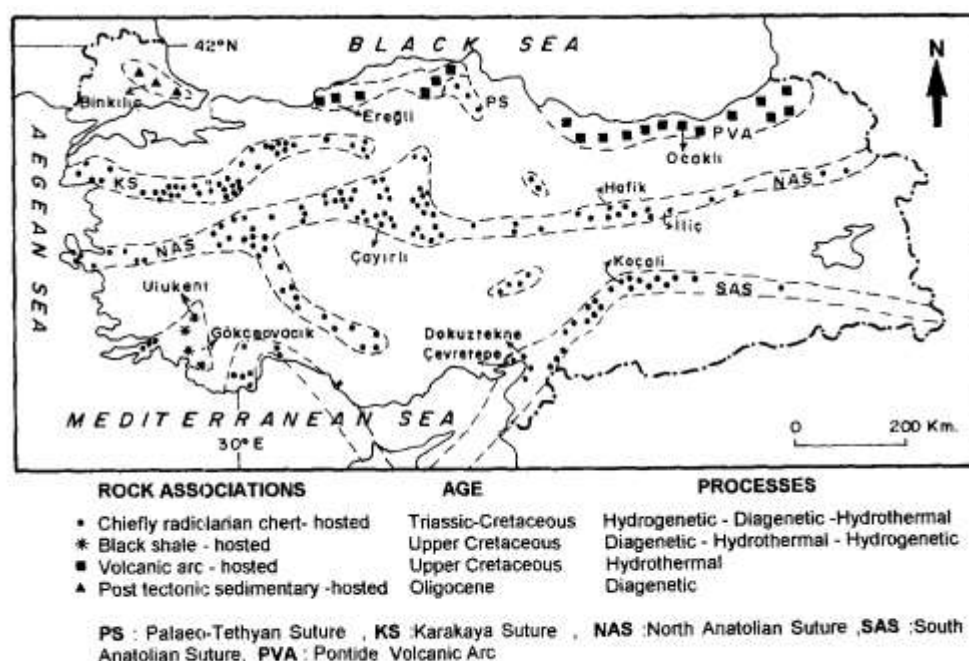 42°N
BLACK SEA
N
Binkılıç
Ereğli
PS
PVA
Ocaklı
AEGEAN SEA
KS
Hafik
NAS
NAS
İliç
Çayırlı
Koçali
SAS
Ulukent
Gökçeovacık
Dokuztekne
Çevretepe
MEDITERRANEAN SEA
30°E
0 200 Km.
ROCK ASSOCIATIONS AGE PROCESSES
• Chiefly radiolarian chert- hosted Triassic-Cretaceous Hydrogenetic - Diagenetic -Hydrothermal
✶ Black shale - hosted Upper Cretaceous Diagenetic - Hydrothermal - Hydrogenetic
■ Volcanic arc - hosted Upper Cretaceous Hydrothermal
▲ Post tectonic sedimentary -hosted Oligocene Diagenetic
PS : Palaeo-Tethyan Suture , KS :Karakaya Suture , NAS :North Anatolian Suture ,SAS :South
Anatolian Suture, PVA : Pontide Volcanic Arc